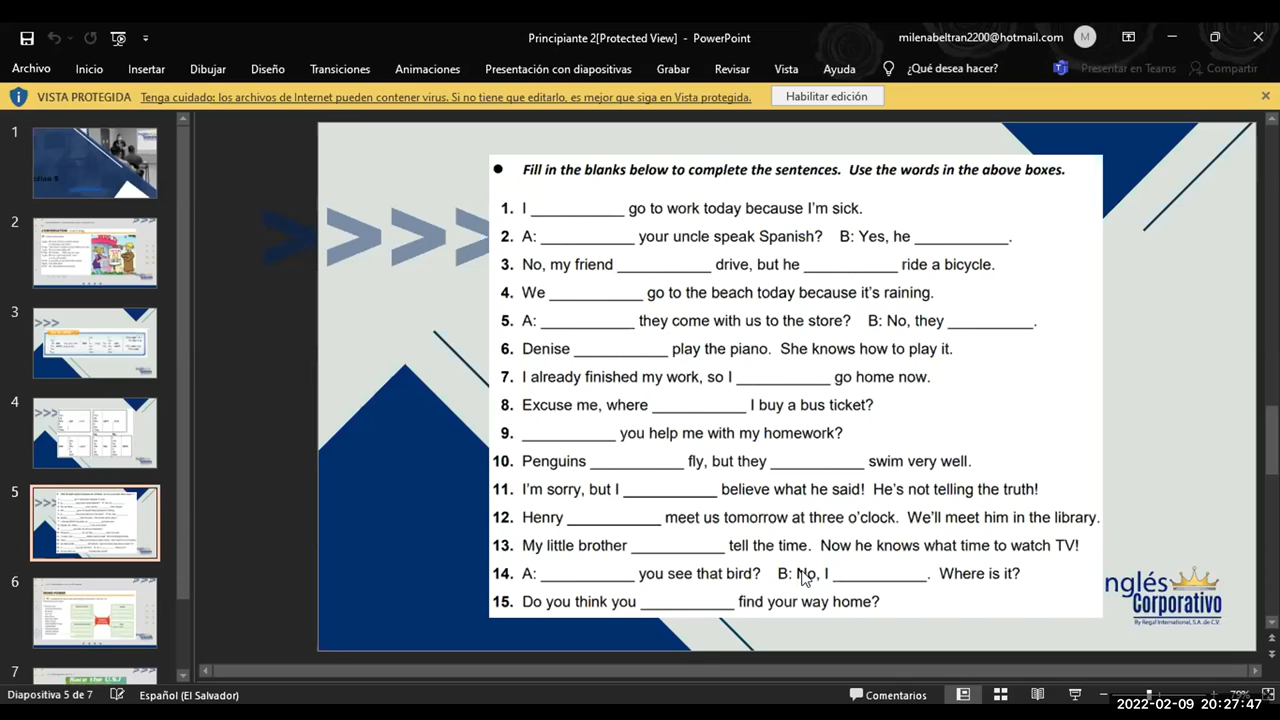 Principiante 2[Protected View] - PowerPoint
milenabeltran2200@hotmail.com
M
Archivo
Inicio
Insertar
Dibujar
Diseño
Transiciones
Animaciones
Presentación con diapositivas
Grabar
Revisar
Vista
Ayuda
¿Qué desea hacer?
Presentar en Teams
Compartir
VISTA PROTEGIDA
Tenga cuidado: los archivos de Internet pueden contener virus. Si no tiene que editarlo, es mejor que siga en Vista protegida.
Habilitar edición
1
2
3
4
5
6
7
● Fill in the blanks below to complete the sentences. Use the words in the above boxes.
1. I ___________ go to work today because I'm sick.
2. A: ___________ your uncle speak Spanish? B: Yes, he ___________.
3. No, my friend ___________ drive, but he ___________ ride a bicycle.
4. We ___________ go to the beach today because it's raining.
5. A: ___________ they come with us to the store? B: No, they __________.
6. Denise ___________ play the piano. She knows how to play it.
7. I already finished my work, so I ___________ go home now.
8. Excuse me, where ___________ I buy a bus ticket?
9. ___________ you help me with my homework?
10. Penguins ___________ fly, but they ___________ swim very well.
11. I'm sorry, but I ___________ believe what he said! He's not telling the truth!
12. Henry ___________ meet us tomorrow at three o'clock. We'll meet him in the library.
13. My little brother ___________ tell the time. Now he knows what time to watch TV!
14. A: ___________ you see that bird? B: No, I ___________. Where is it?
15. Do you think you ___________ find your way home?
nglés
Corporativo
By Regal International, S.A. de C.V.
Diapositiva 5 de 7
Español (El Salvador)
Comentarios
2022-02-09 20:27:47